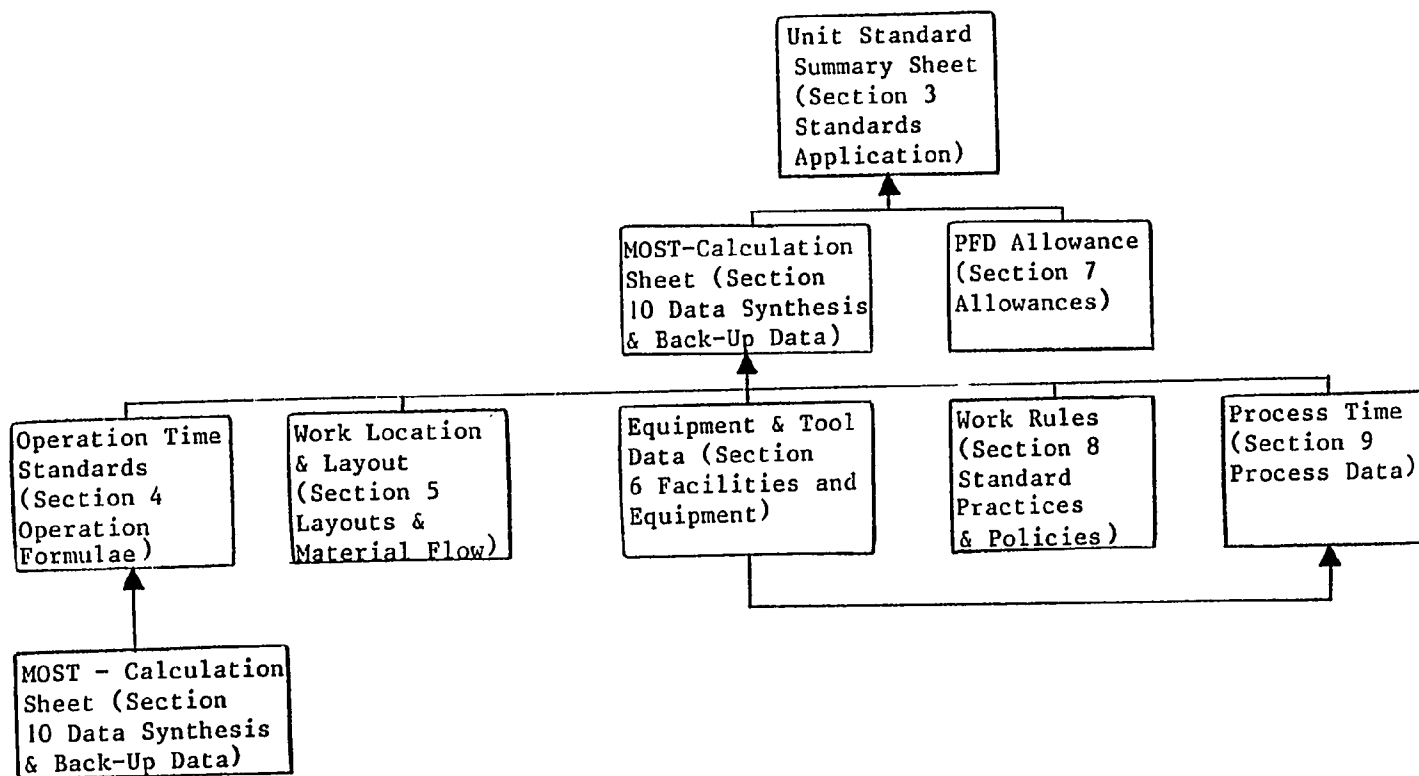 Unit Standard
Summary Sheet
(Section 3
Standards
Application)
MOST-Calculation
Sheet (Section
10 Data Synthesis
& Back-Up Data)
PFD Allowance
(Section 7
Allowances)
Operation Time
Standards
(Section 4
Operation
Formulae)
Work Location
& Layout
(Section 5
Layouts &
Material Flow)
Equipment & Tool
Data (Section
6 Facilities and
Equipment)
Work Rules
(Section 8
Standard
Practices
& Policies)
Process Time
(Section 9
Process Data)
MOST - Calculation
Sheet (Section
10 Data Synthesis
& Back-Up Data)